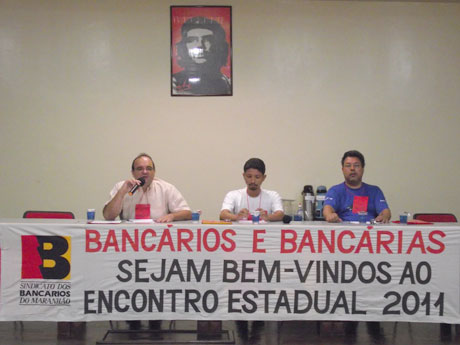 BANCÁRIOS E BANCÁRIAS
SEJAM BEM-VINDOS AO
ENCONTRO ESTADUAL 2011
B
SINDICATO DOS
BANCÁRIOS
DO MARANHÃO